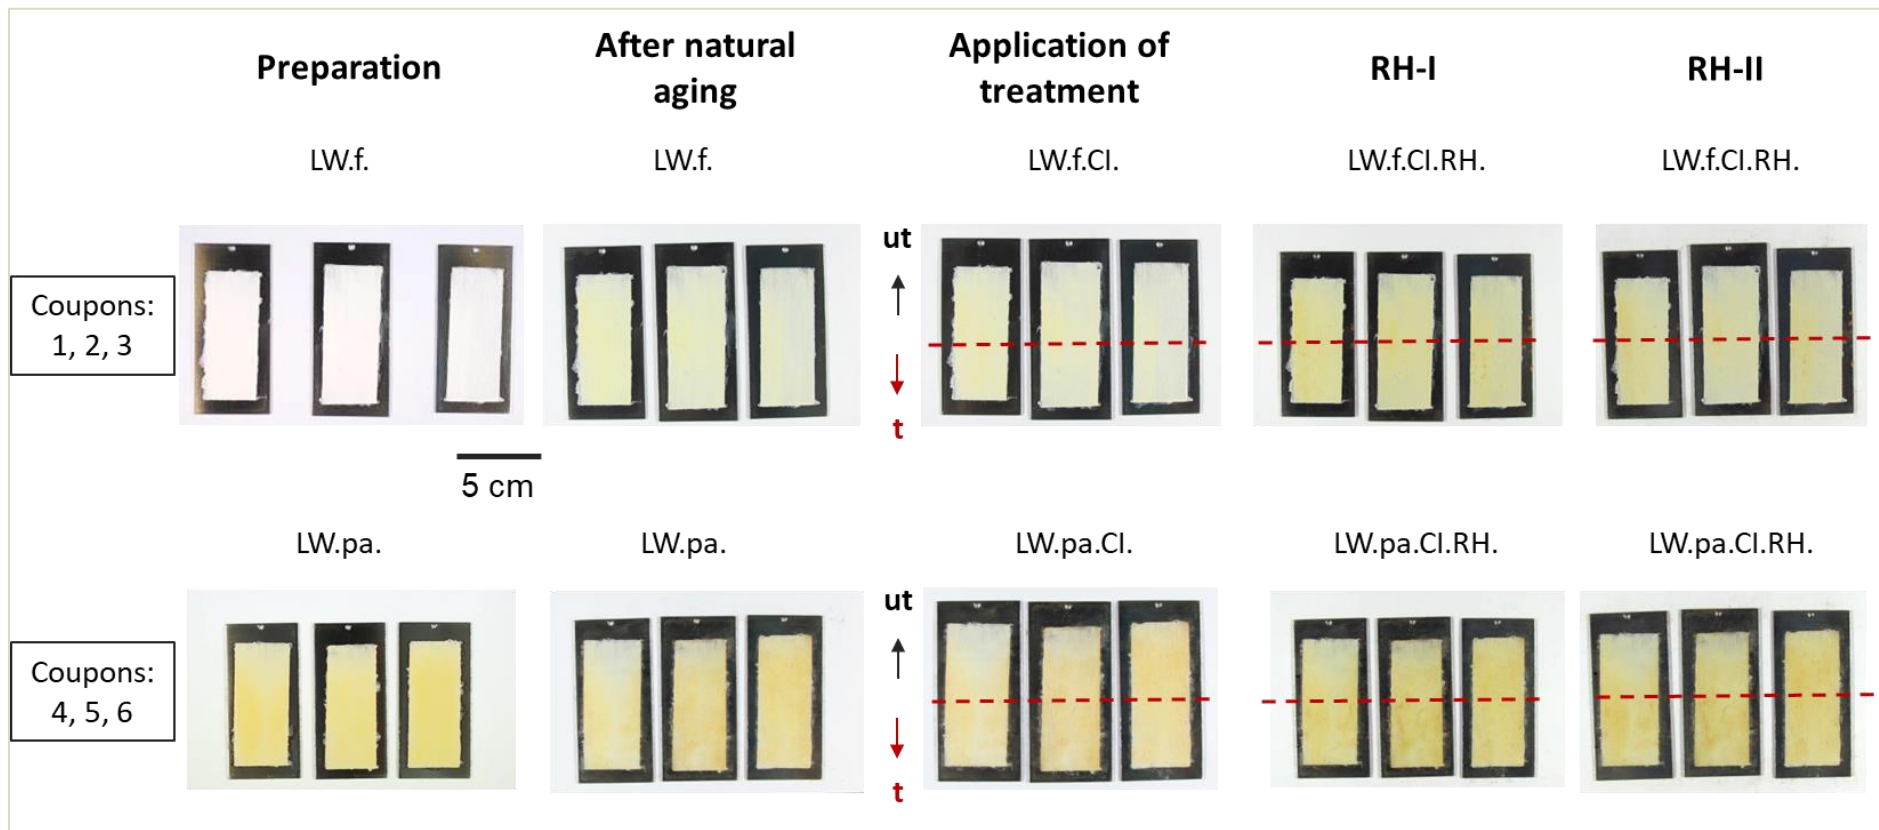 Preparation
After natural
aging
Application of
treatment
RH-I
RH-II
LW.f.
LW.f.
LW.f.CI.
LW.f.CI.RH.
LW.f.CI.RH.
Coupons:
1, 2, 3
ut
t
5 cm
LW.pa.
LW.pa.
LW.pa.CI.
LW.pa.CI.RH.
LW.pa.CI.RH.
Coupons:
4, 5, 6
ut
t